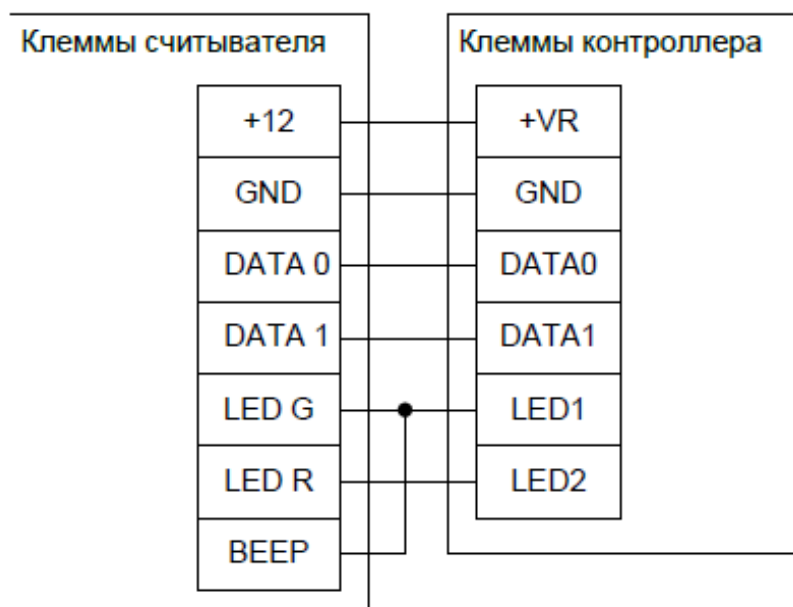 Клеммы считывателя
Клеммы контроллера
+12
+VR
GND
GND
DATA 0
DATA0
DATA 1
DATA1
LED G
LED1
LED R
LED2
BEEP